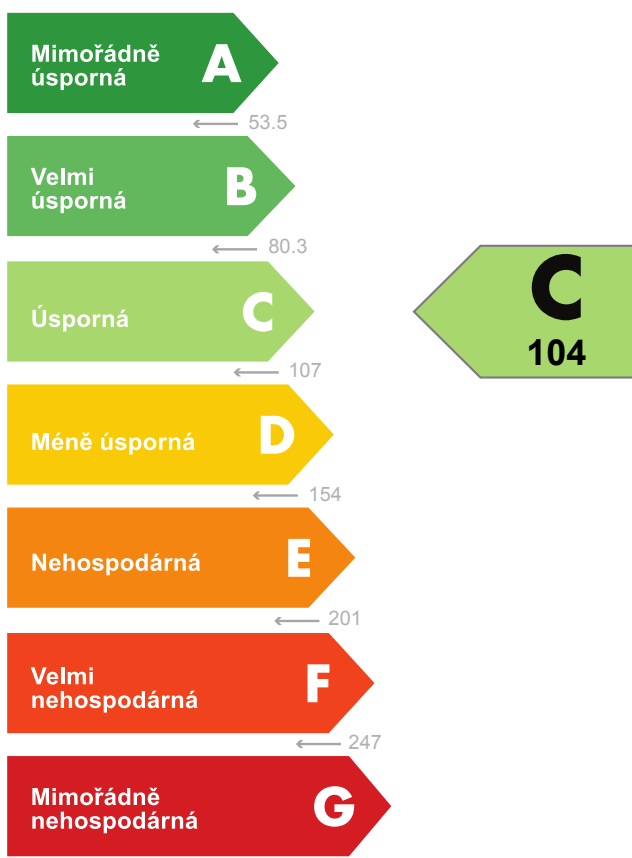 Mimořádně
úsporná
A
53.5
Velmi
úsporná
B
80.3
Úsporná
C
107
C
104
Méně úsporná
D
154
Nehospodárná
E
201
Velmi
nehospodárná
F
247
Mimořádně
nehospodárná
G